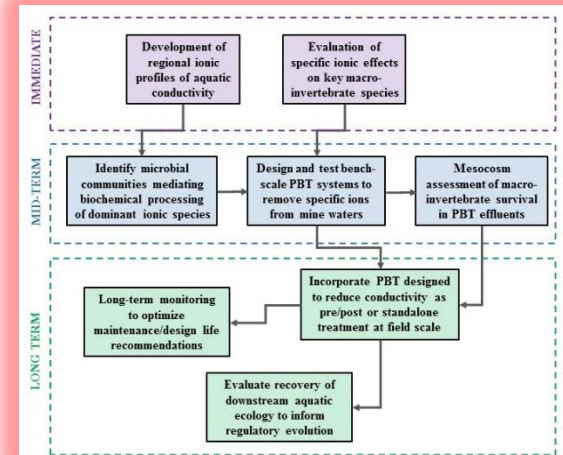 IMMEDIATE
Development of
regional ionic
profiles of aquatic
conductivity
Evaluation of
specific ionic effects
on key macro-
invertebrate species
MID-TERM
Identify microbial
communities mediating
biochemical processing
of dominant ionic species
Design and test bench-
scale PBT systems to
remove specific ions
from mine waters
Mesocosm
assessment of macro-
invertebrate survival
in PBT effluents
LONG TERM
Incorporate PBT designed
to reduce conductivity as
pre/post or standalone
treatment at field scale
Long-term monitoring
to optimize
maintenance/design life
recommendations
Evaluate recovery of
downstream aquatic
ecology to inform
regulatory evolution